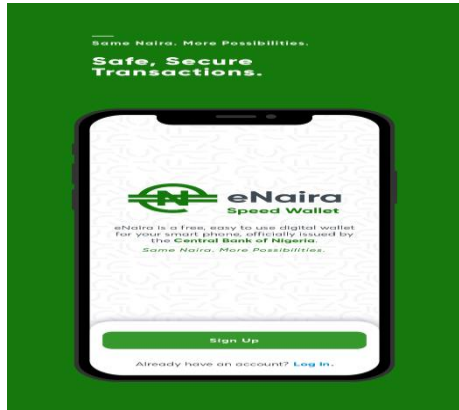 Same Naira. More Possibilities.
Safe, Secure
Transactions.
eNaira
Speed Wallet
eNaira is a free, easy to use digital wallet
for your smart phone, officially issued by
the Central Bank of Nigeria.
Same Naira. More Possibilities.
Sign Up
Already have an account? Log in.